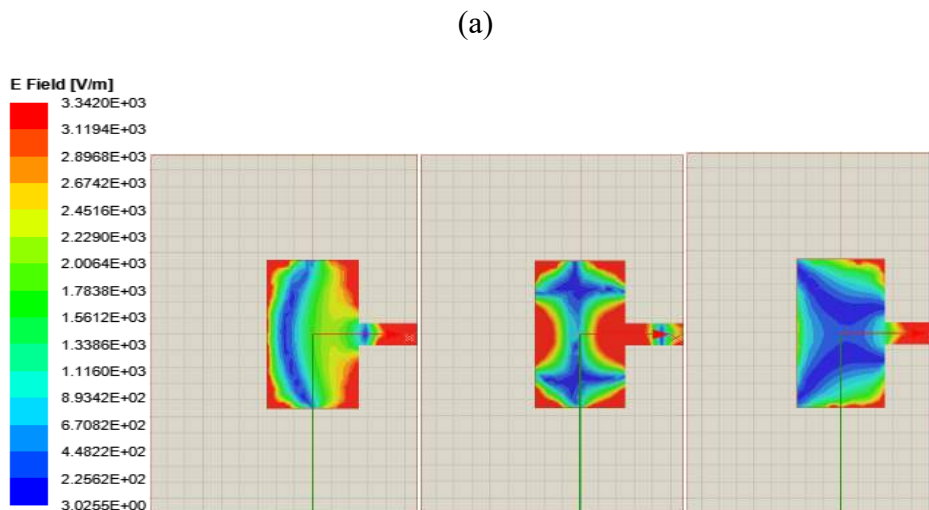 (a)
E Field [V/m]
3.3420E+03
3.1194E+03
2.8968E+03
2.6742E+03
2.4516E+03
2.2290E+03
2.0064E+03
1.7838E+03
1.5612E+03
1.3386E+03
1.1160E+03
8.9342E+02
6.7082E+02
4.4822E+02
2.2562E+02
3.0255E+00